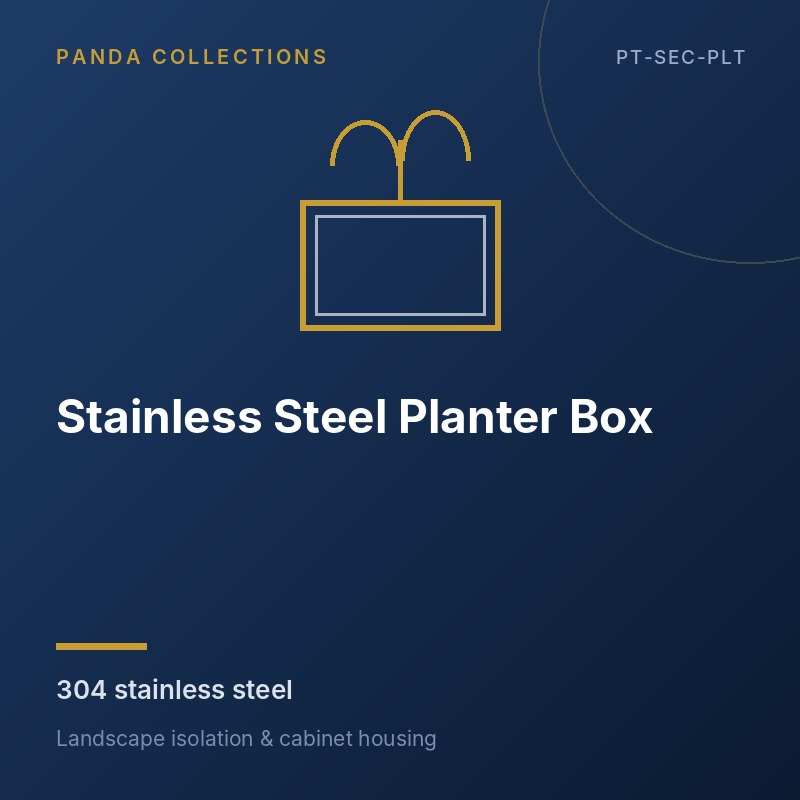 PANDA COLLECTIONS
PT-SEC-PLT
Stainless Steel Planter Box
304 stainless steel
Landscape isolation & cabinet housing